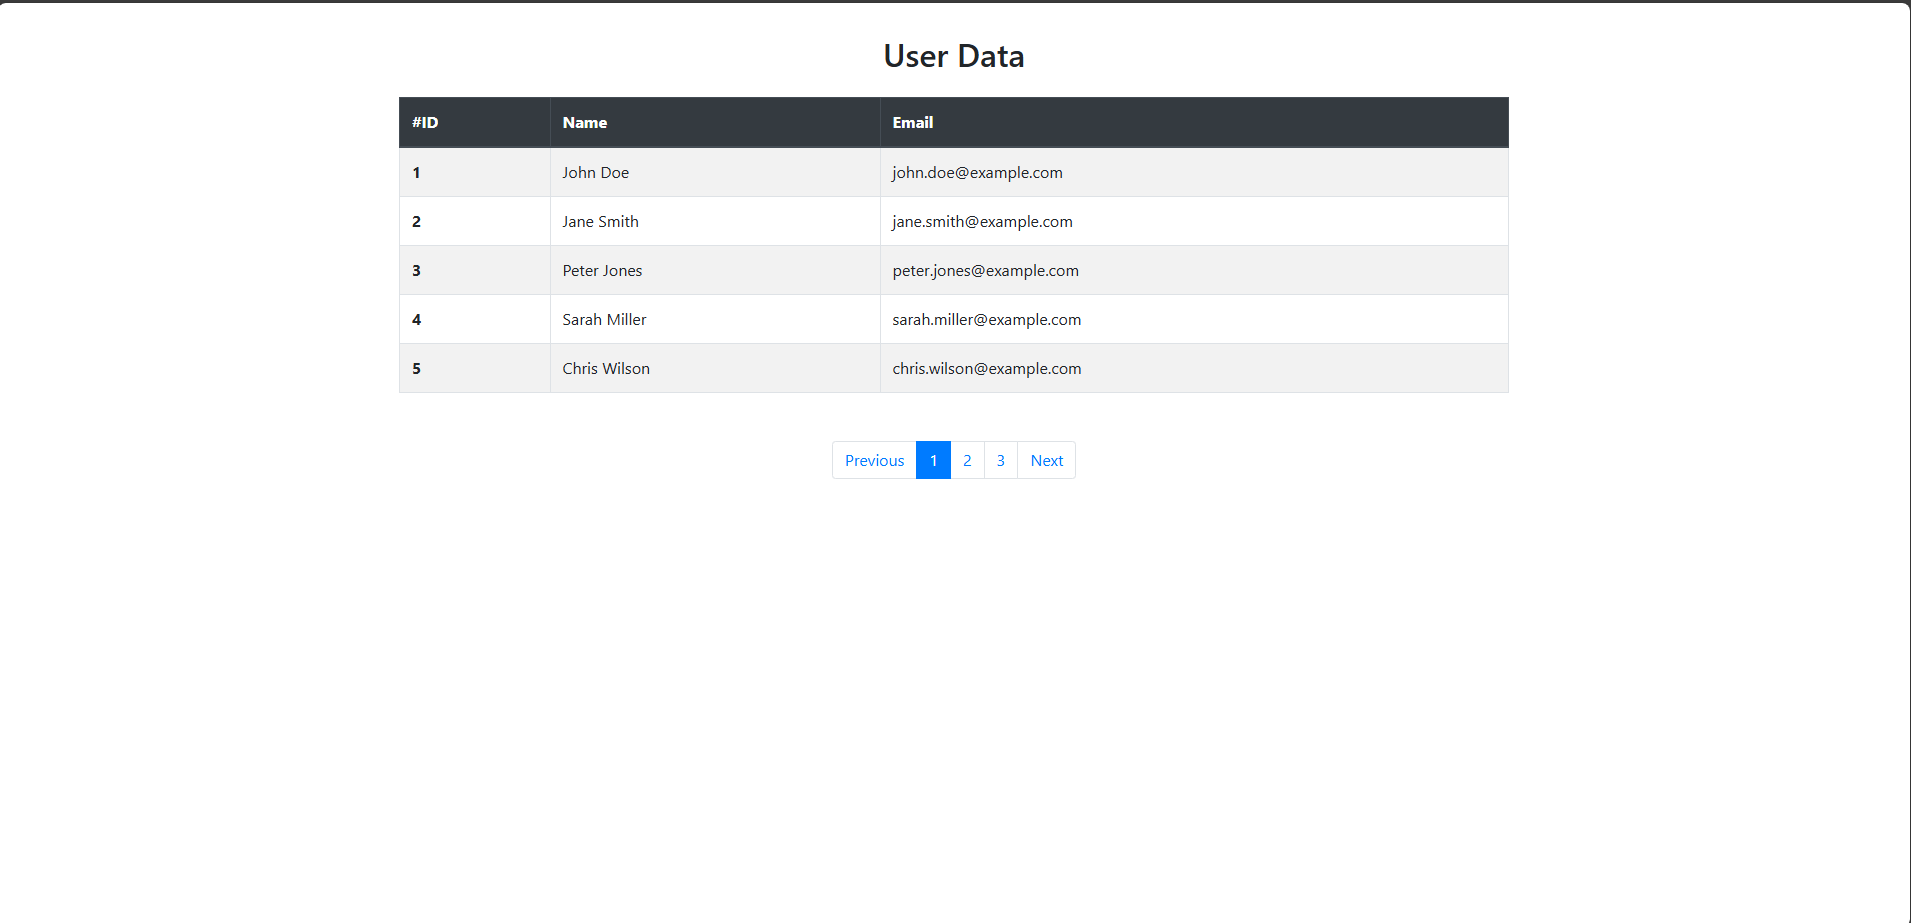 User Data
#ID Name Email
1 John Doe john.doe@example.com
2 Jane Smith jane.smith@example.com
3 Peter Jones peter.jones@example.com
4 Sarah Miller sarah.miller@example.com
5 Chris Wilson chris.wilson@example.com
Previous 1 2 3 Next